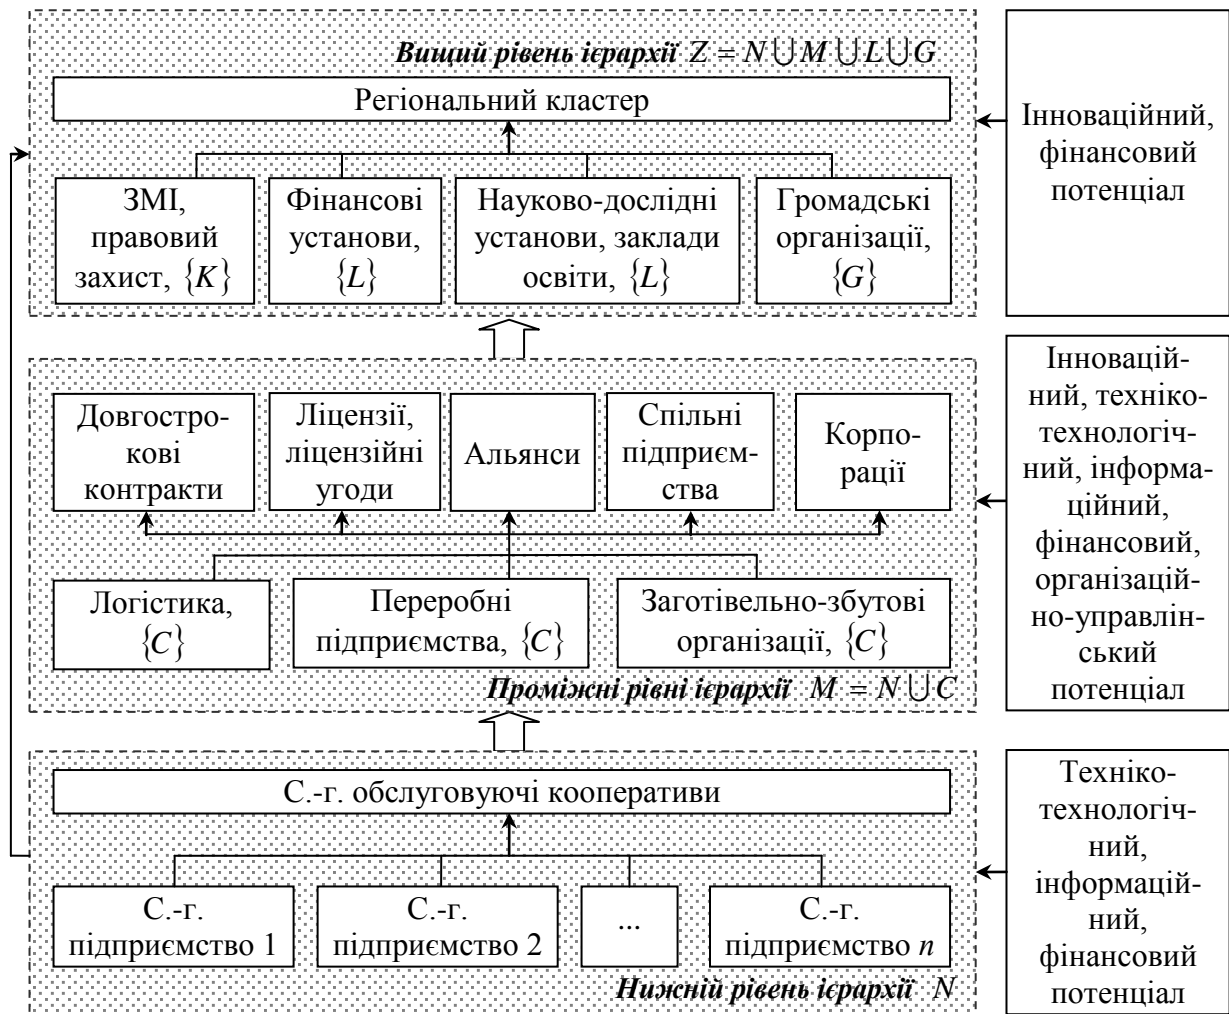 Вищий рівень ієрархії Z = N ⋃ M ⋃ L ⋃ G
Регіональний кластер
ЗМІ,
правовий
захист, {K}
Фінансові
установи,
{L}
Науково-дослідні
установи, заклади
освіти, {L}
Громадські
організації,
{G}
Інноваційний,
фінансовий
потенціал
Довгостро-
кові
контракти
Ліцензії,
ліцензійні
угоди
Альянси
Спільні
підприєм-
ства
Корпо-
рації
Логістика,
{C}
Переробні
підприємства, {C}
Заготівельно-збутові
організації, {C}
Проміжні рівні ієрархії M = N ⋃ C
Інновацій-
ний, техніко-
технологіч-
ний, інформа-
ційний,
фінансовий,
організацій-
но-управлін-
ський
потенціал
С.-г. обслуговуючі кооперативи
С.-г.
підприємство 1
С.-г.
підприємство 2
...
С.-г.
підприємство n
Нижній рівень ієрархії N
Техніко-
технологіч-
ний,
інформацій-
ний,
фінансовий
потенціал